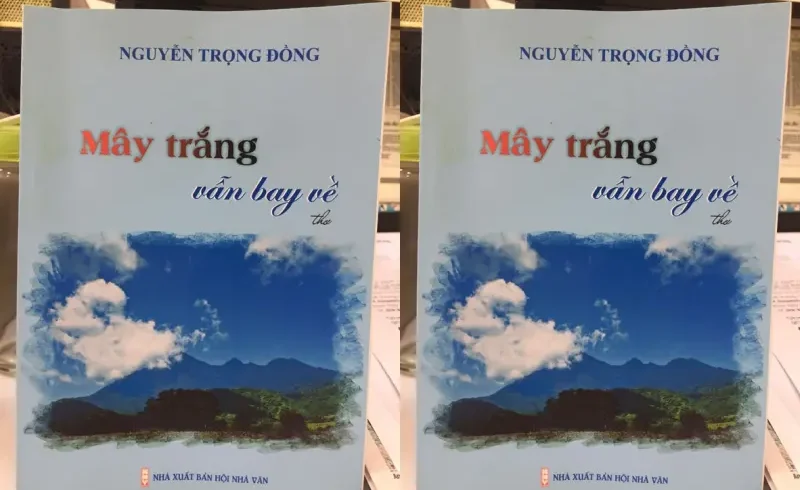 NGUYỄN TRỌNG ĐỒNG
Mây trắng
vẫn bay về
thơ
NHÀ XUẤT BẢN HỘI NHÀ VĂN
NGUYỄN TRỌNG ĐỒNG
Mây trắng
vẫn bay về
thơ
NHÀ XUẤT BẢN HỘI NHÀ VĂN